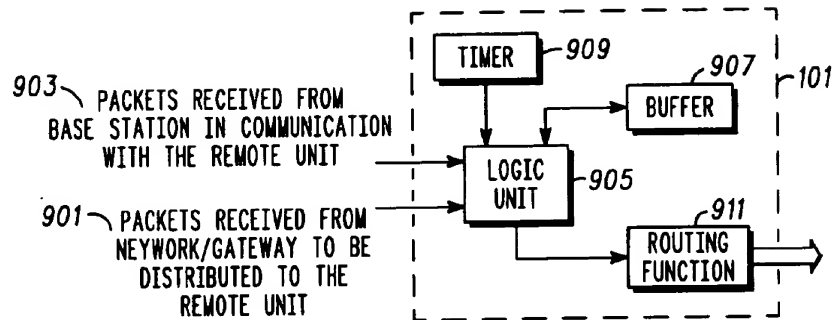 TIMER
909
907
BUFFER
101
903
PACKETS RECEIVED FROM
BASE STATION IN COMMUNICATION
WITH THE REMOTE UNIT
LOGIC
UNIT
905
901
PACKETS RECEIVED FROM
NEYWORK/GATEWAY TO BE
DISTRIBUTED TO THE
REMOTE UNIT
911
ROUTING
FUNCTION